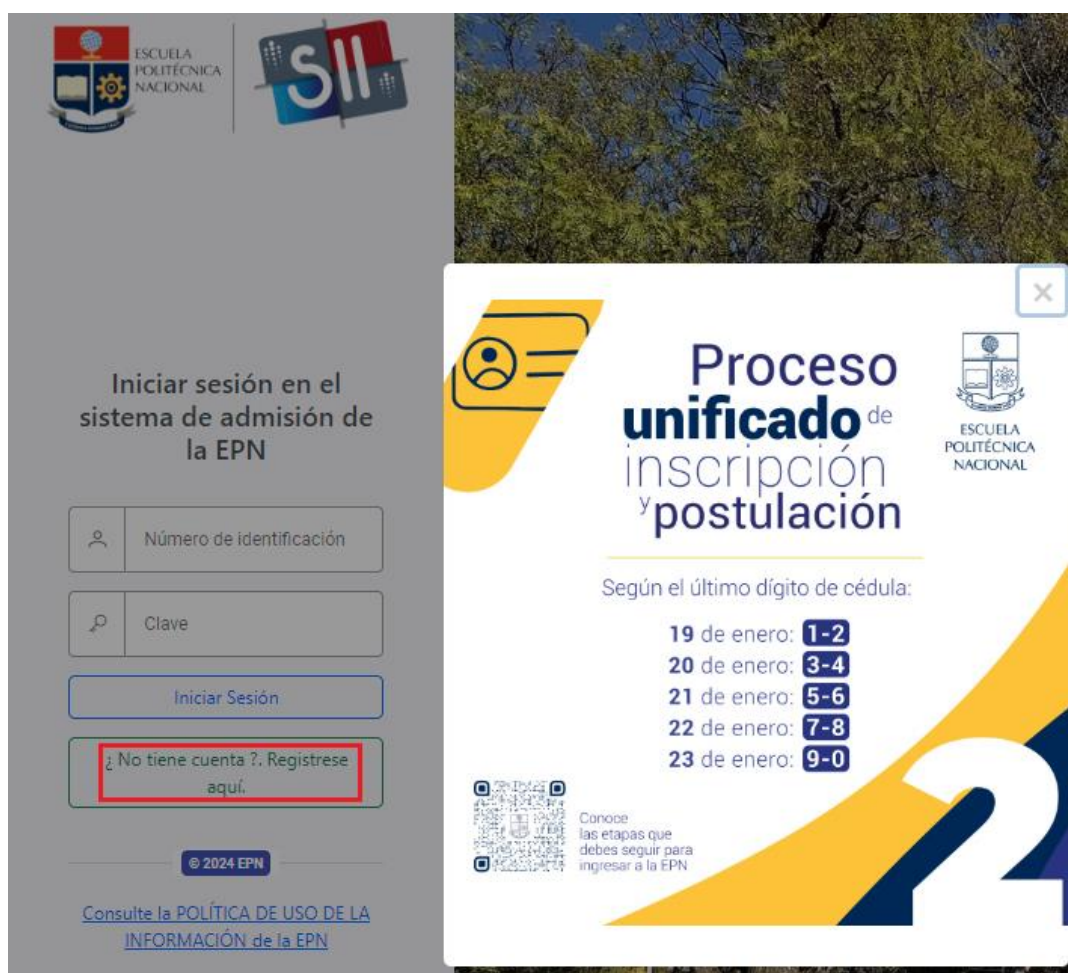 ESCUELA
POLITÉCNICA
NACIONAL
SII
Iniciar sesión en el
sistema de admisión de
la EPN
Número de identificación
Clave
Iniciar Sesión
¿ No tiene cuenta ?. Registrese
aquí.
© 2024 EPN
Consulte la POLÍTICA DE USO DE LA
INFORMACIÓN de la EPN
×
Proceso
unificado de
inscripción
y postulación
ESCUELA
POLITÉCNICA
NACIONAL
Según el último dígito de cédula:
19 de enero: 1-2
20 de enero: 3-4
21 de enero: 5-6
22 de enero: 7-8
23 de enero: 9-0
Conoce
las etapas que
debes seguir para
ingresar a la EPN
2